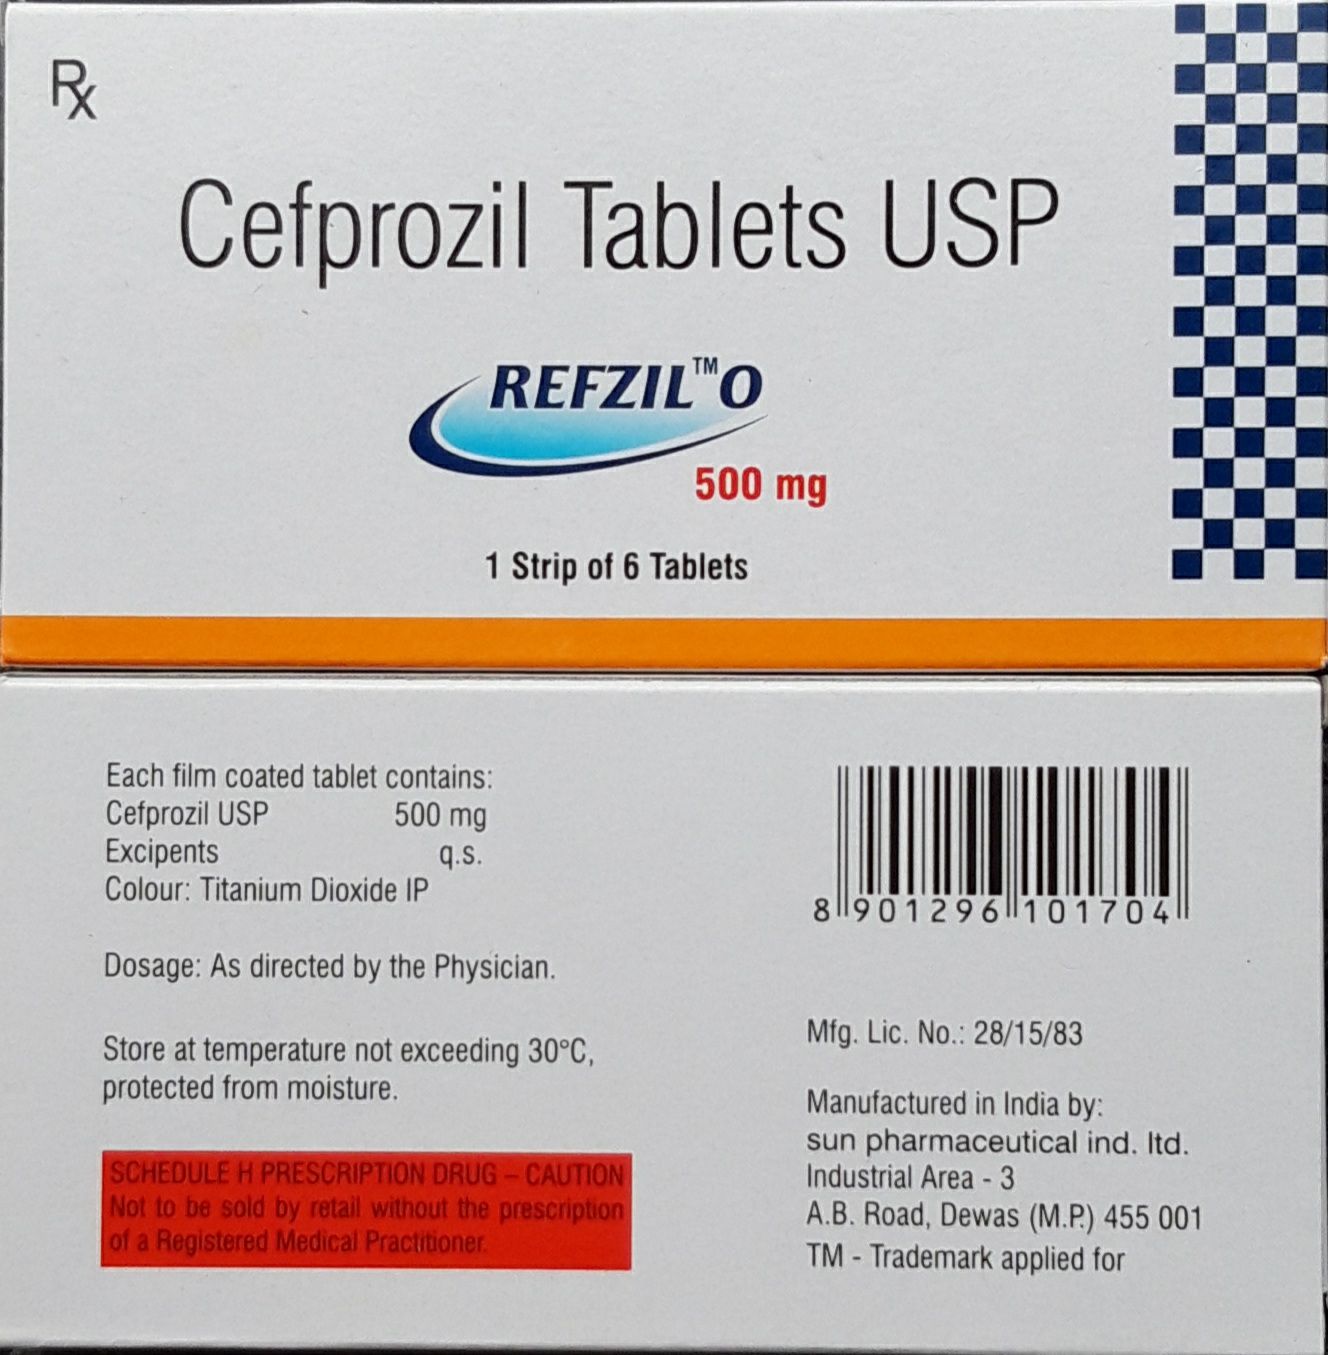 Rx
Cefprozil Tablets USP
REFZIL™ O
500 mg
1 Strip of 6 Tablets
Each film coated tablet contains:
Cefprozil USP 500 mg
Excipents q.s.
Colour: Titanium Dioxide IP
Dosage: As directed by the Physician.
Store at temperature not exceeding 30°C,
protected from moisture.
SCHEDULE H PRESCRIPTION DRUG – CAUTION
Not to be sold by retail without the prescription
of a Registered Medical Practitioner.
8 901296 101704
Mfg. Lic. No.: 28/15/83
Manufactured in India by:
sun pharmaceutical ind. ltd.
Industrial Area - 3
A.B. Road, Dewas (M.P.) 455 001
TM - Trademark applied for